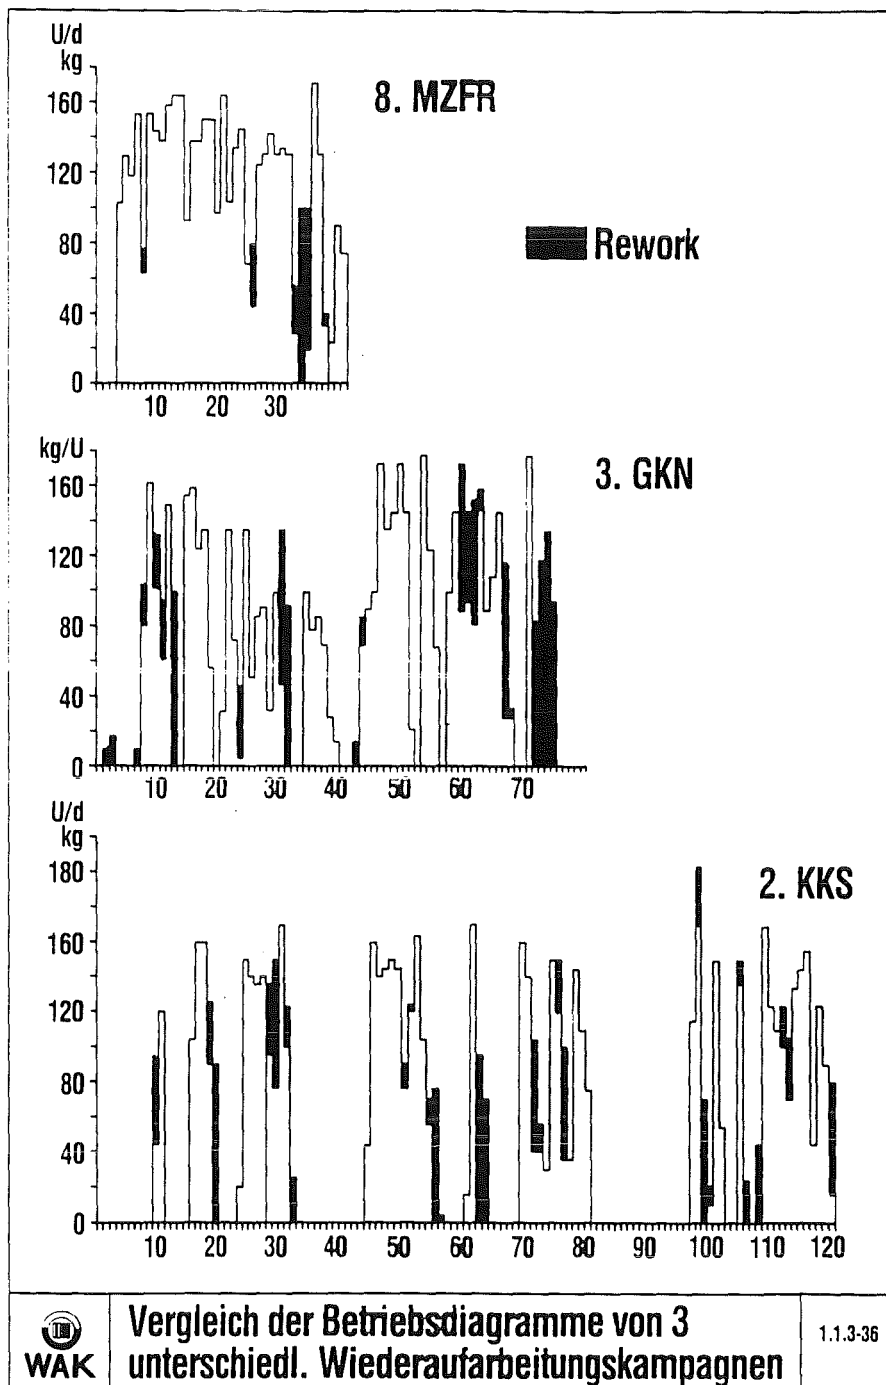 U/d
kg
160
120
80
40
0
10 20 30
8. MZFR
Rework
kg/U
160
120
80
40
0
10 20 30 40 50 60 70
3. GKN
U/d
kg
180
160
120
80
40
0
10 20 30 40 50 60 70 80 90 100 110 120
2. KKS
WAK
Vergleich der Betriebsdiagramme von 3
unterschiedl. Wiederaufarbeitungskampagnen
1.1.3-36